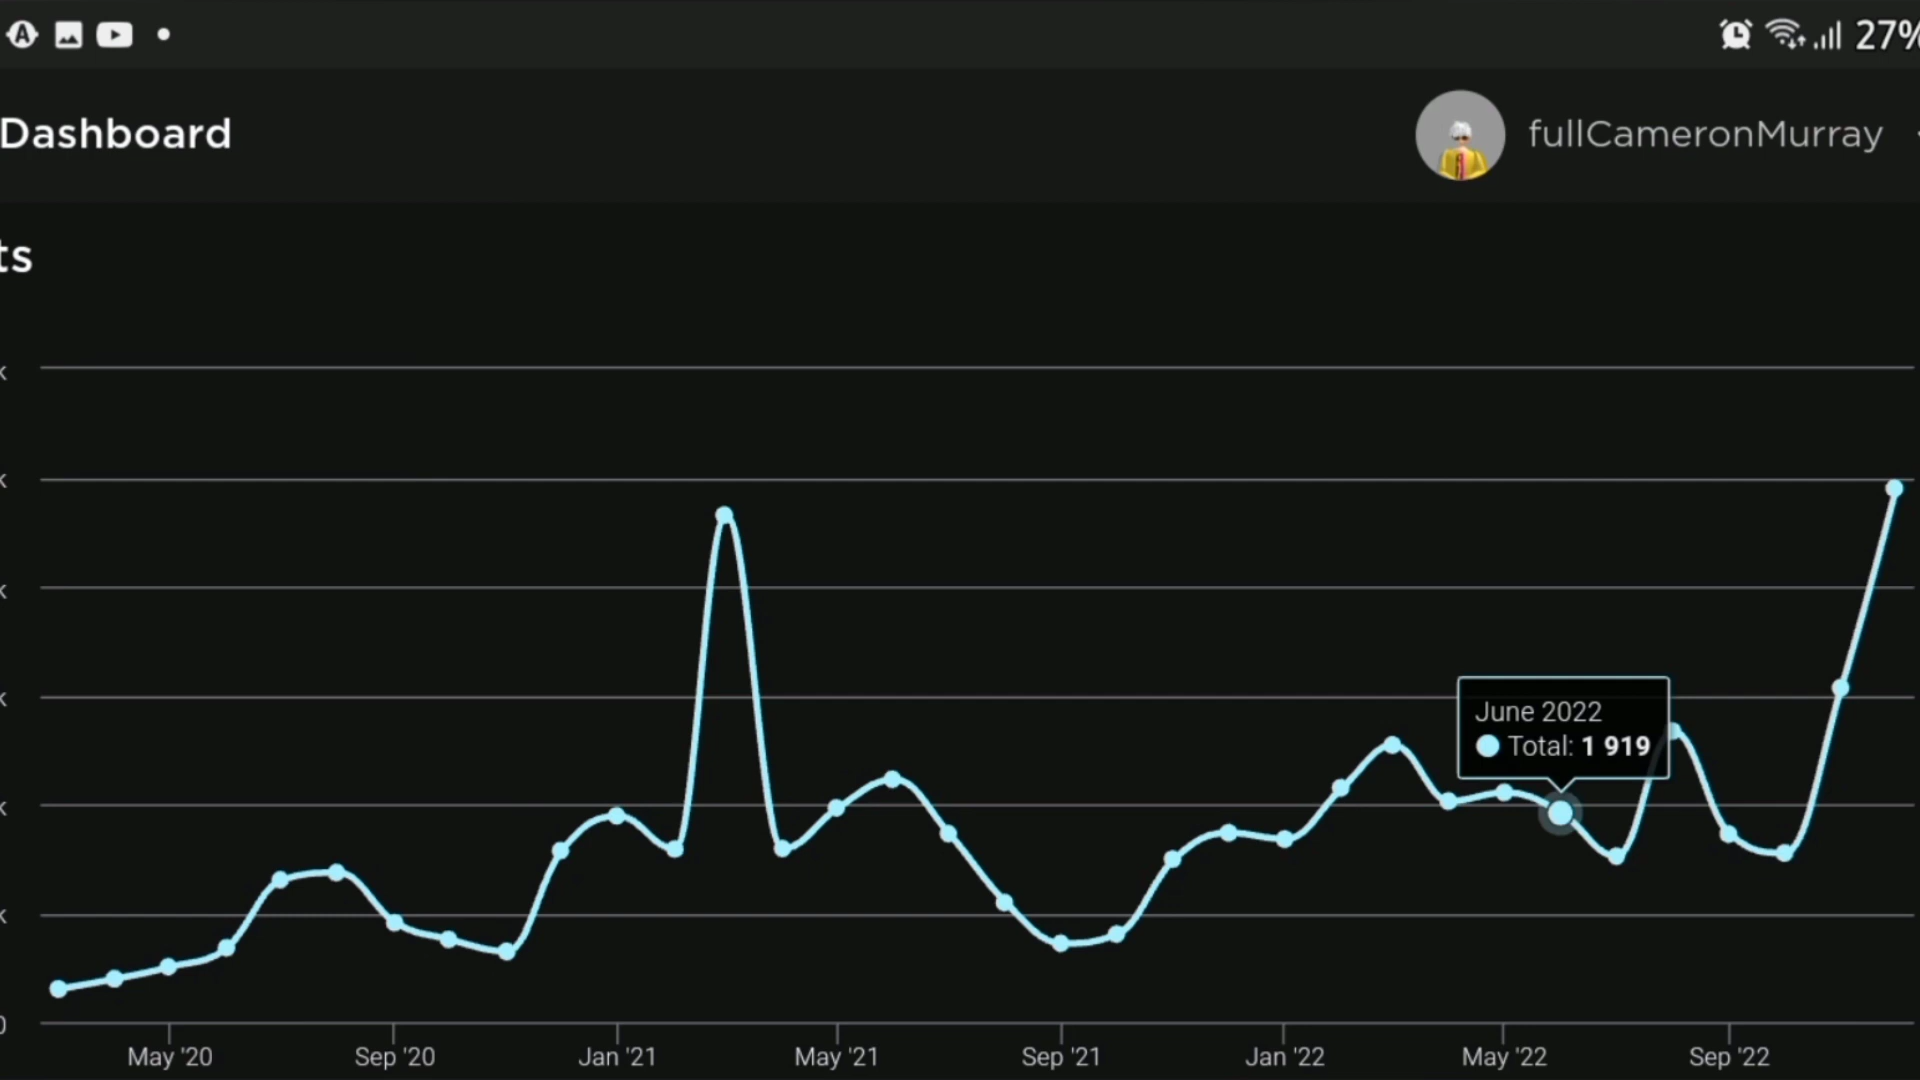 27%
Dashboard
fullCameronMurray
ts
k
k
k
k
k
k
0
June 2022
Total: 1 919
May '20
Sep '20
Jan '21
May '21
Sep '21
Jan '22
May '22
Sep '22